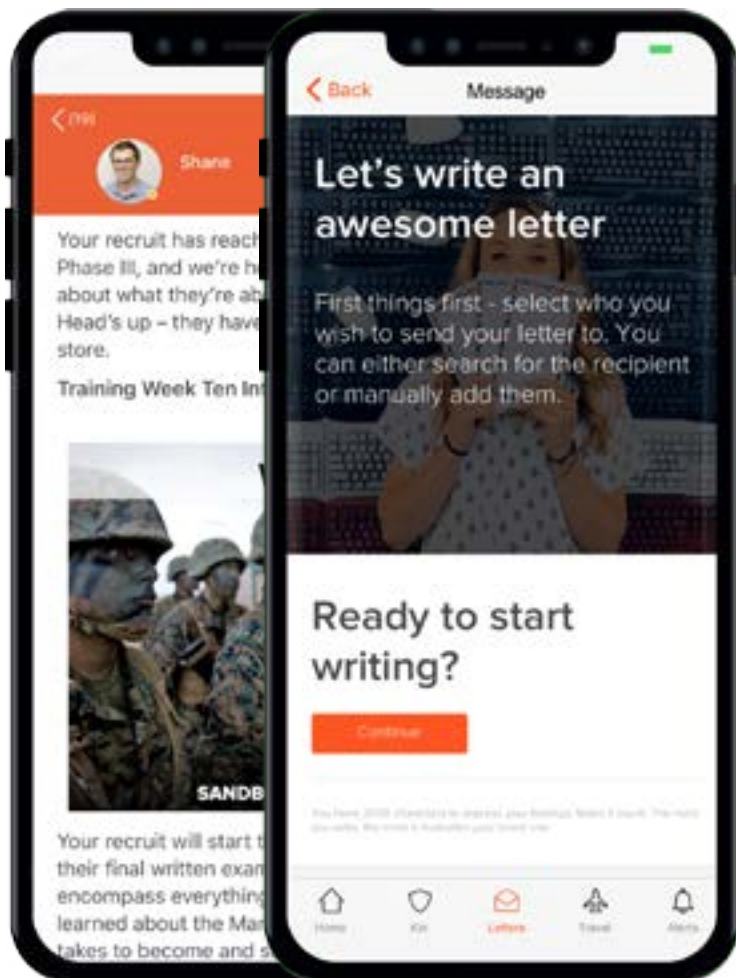 (19)
Shane
Your recruit has reach
Phase III, and we're h
about what they're ab
Head's up – they have
store.
Training Week Ten In
SANDB
Your recruit will start t
their final written exam
encompass everything
learned about the Mar
takes to become and s
Back
Message
Let's write an
awesome letter
First things first - select who you
wish to send your letter to. You
can either search for the recipient
or manually add them.
Ready to start
writing?
Continue
Home
Kin
Letters
Travel
Alerts